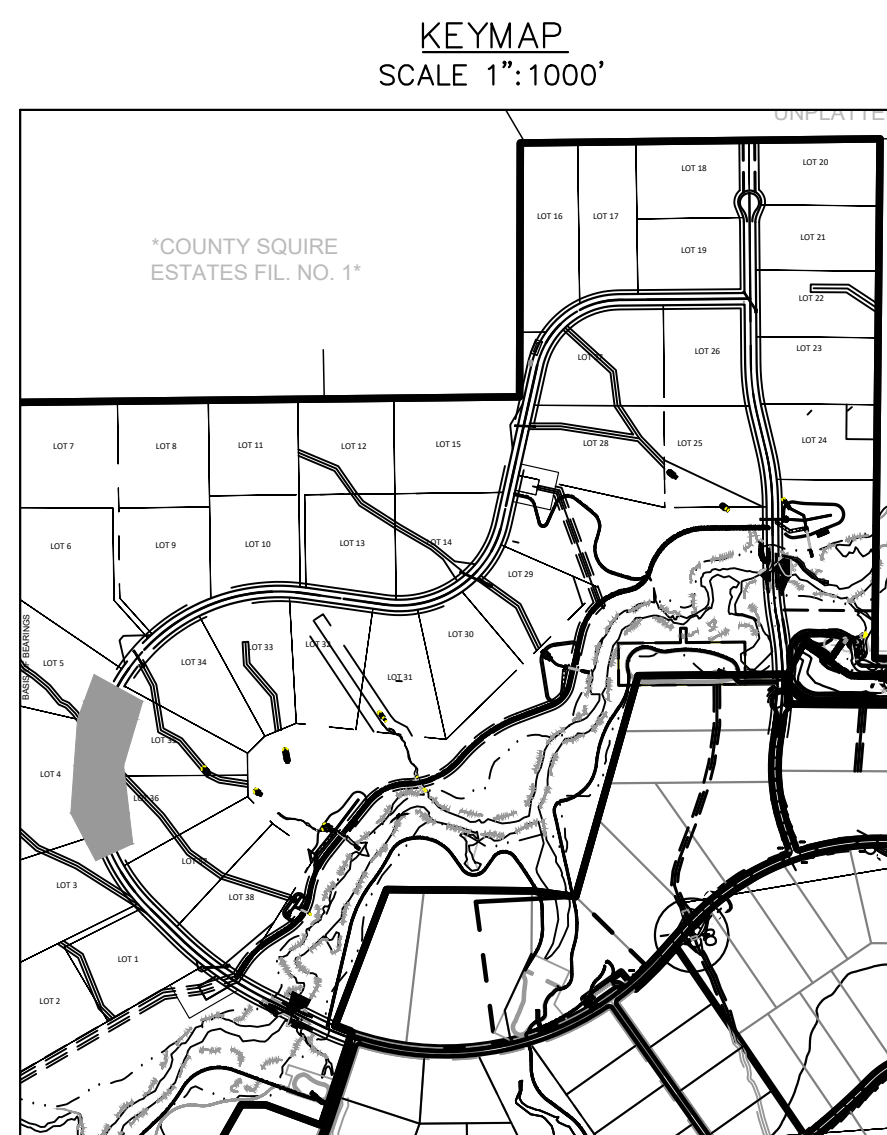 KEYMAP
SCALE 1":1000'
UNPLATTE
LOT 18
LOT 20
LOT 16
LOT 17
LOT 21
LOT 19
*COUNTY SQUIRE
ESTATES FIL. NO. 1*
LOT 22
LOT 26
LOT 23
LOT 7
LOT 8
LOT 11
LOT 12
LOT 15
LOT 28
LOT 25
LOT 24
LOT 6
LOT 9
LOT 10
LOT 13
LOT 14
LOT 29
BASIS OF BEARINGS
LOT 5
LOT 34
LOT 33
LOT 32
LOT 30
LOT 31
LOT 4
LOT 36
LOT 3
LOT 38
LOT 1
LOT 2
8